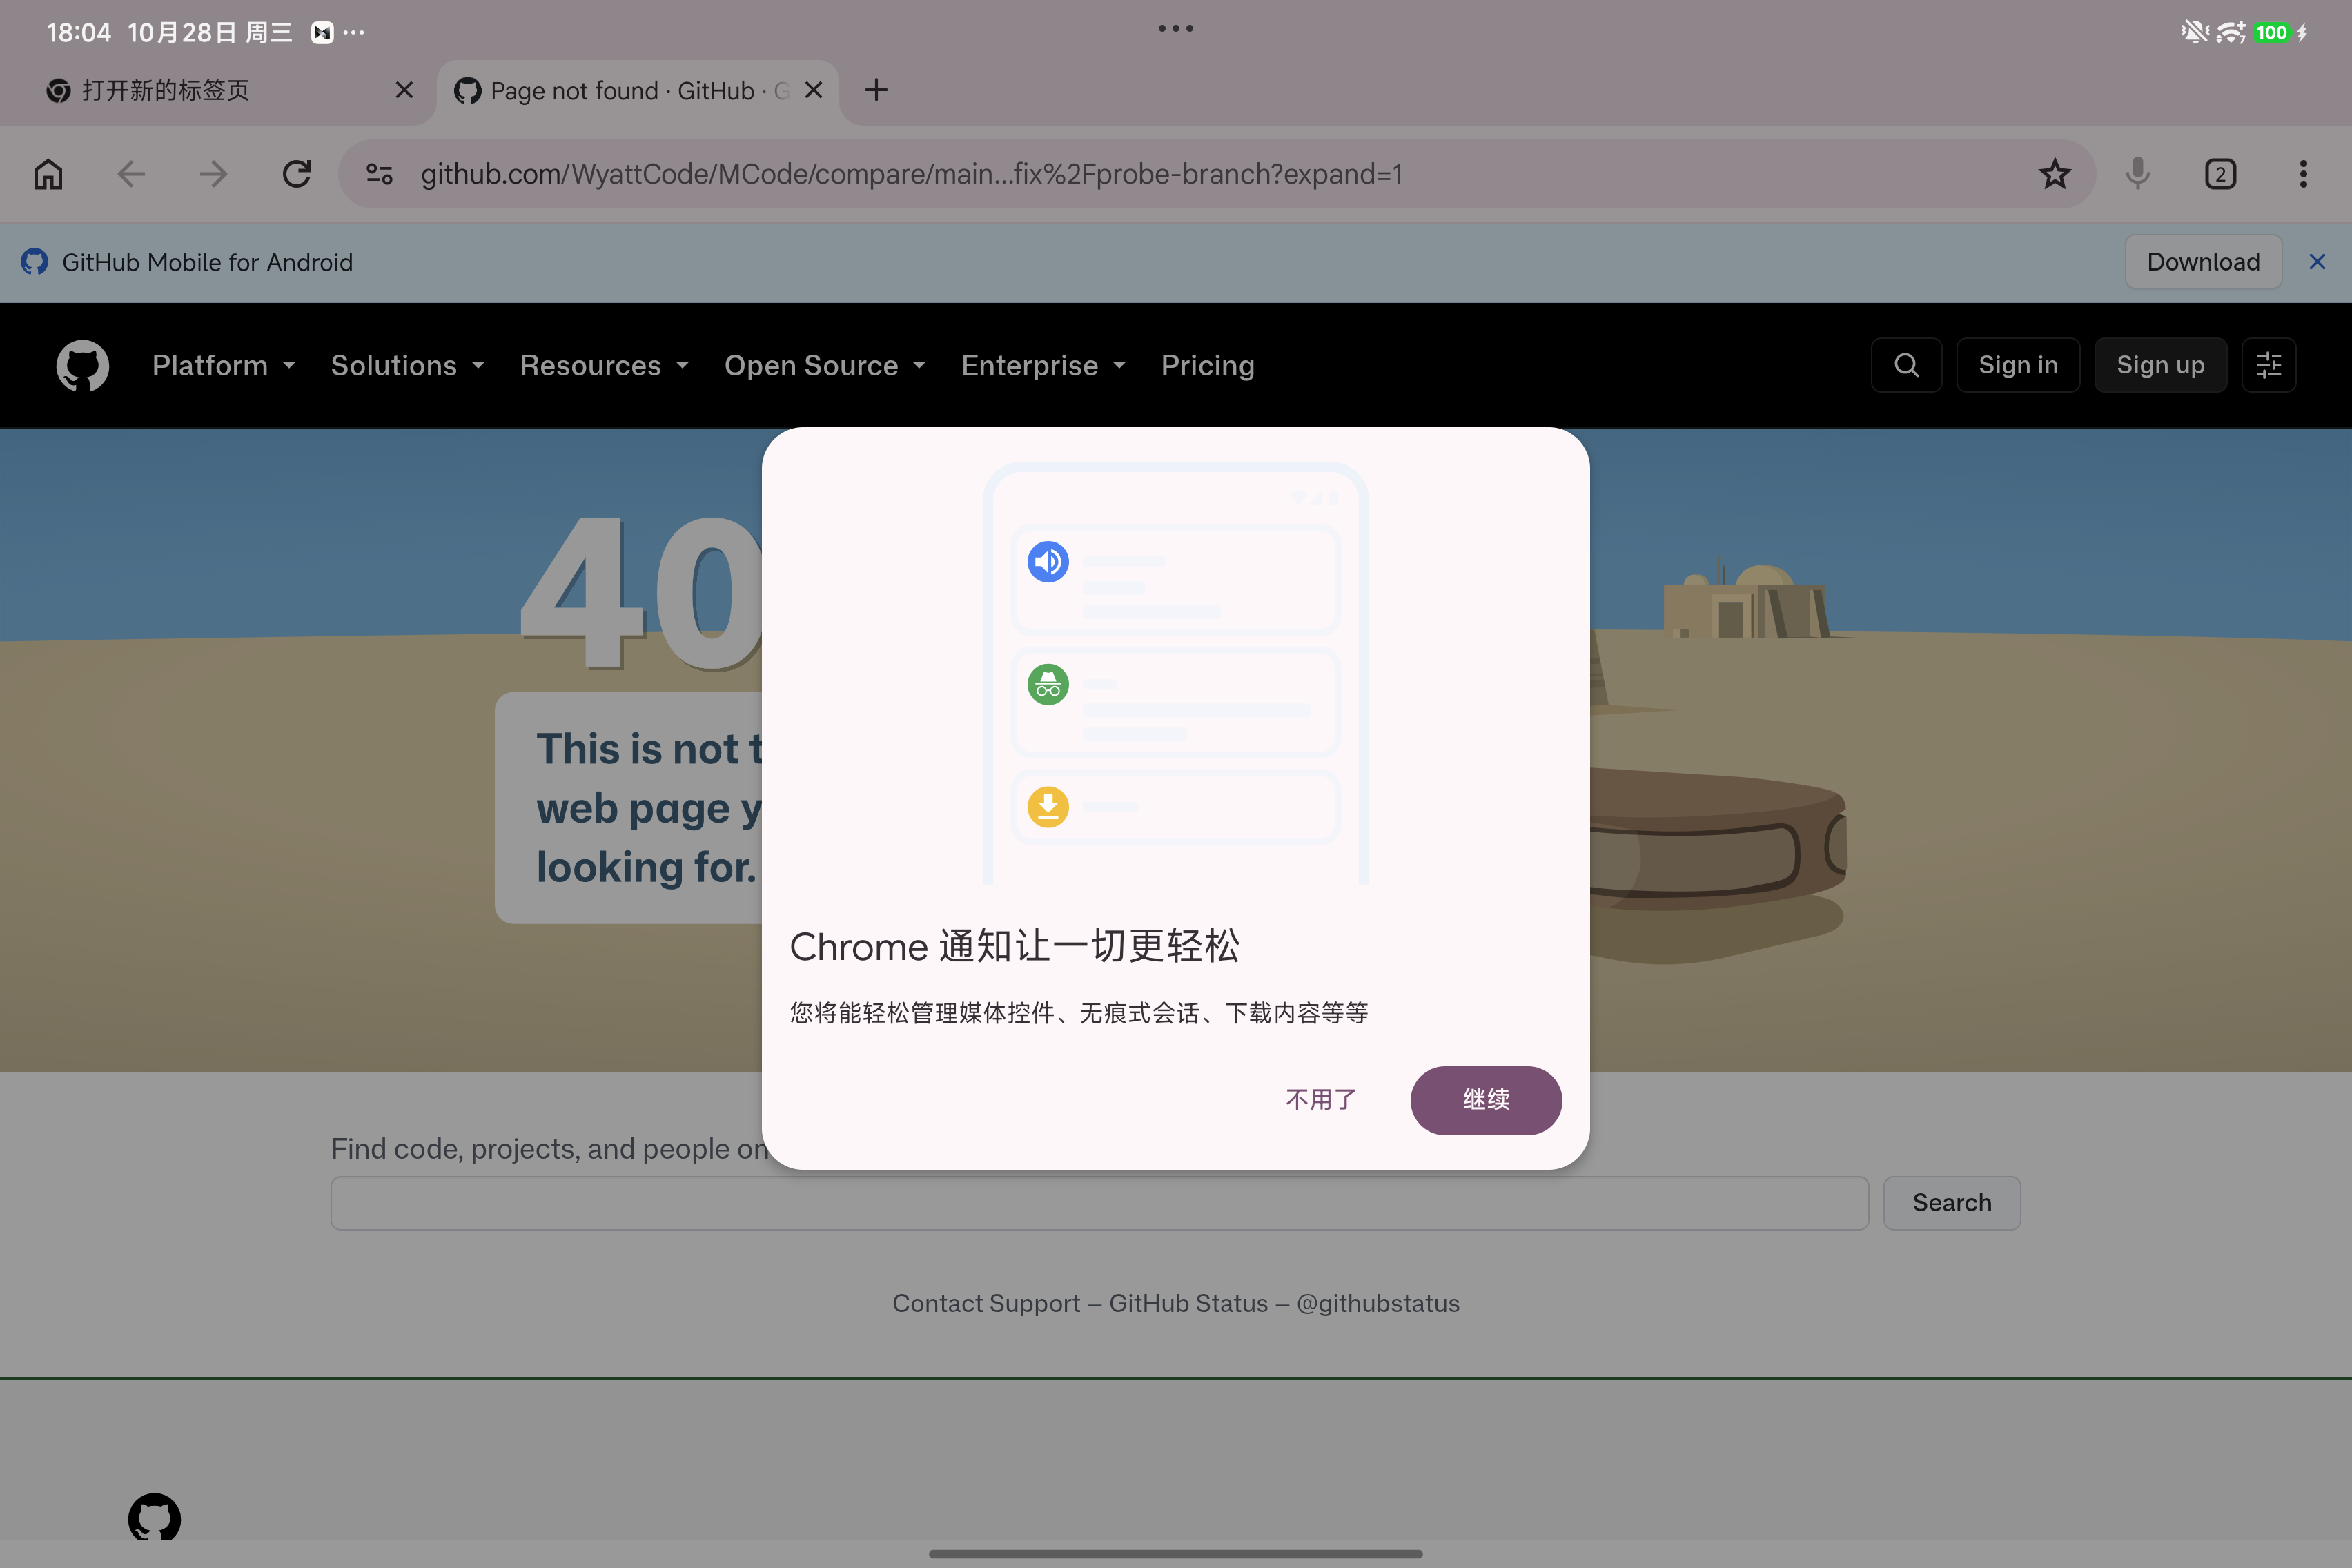 18:04 10月28日 周三
100
打开新的标签页
Page not found · GitHub · G
github.com/WyattCode/MCode/compare/main...fix%2Fprobe-branch?expand=1
2
GitHub Mobile for Android
Download
Platform
Solutions
Resources
Open Source
Enterprise
Pricing
Sign in
Sign up
40
This is not t
web page y
looking for.
Chrome 通知让一切更轻松
您将能轻松管理媒体控件、无痕式会话、下载内容等等
不用了
继续
Find code, projects, and people on
Search
Contact Support — GitHub Status — @githubstatus